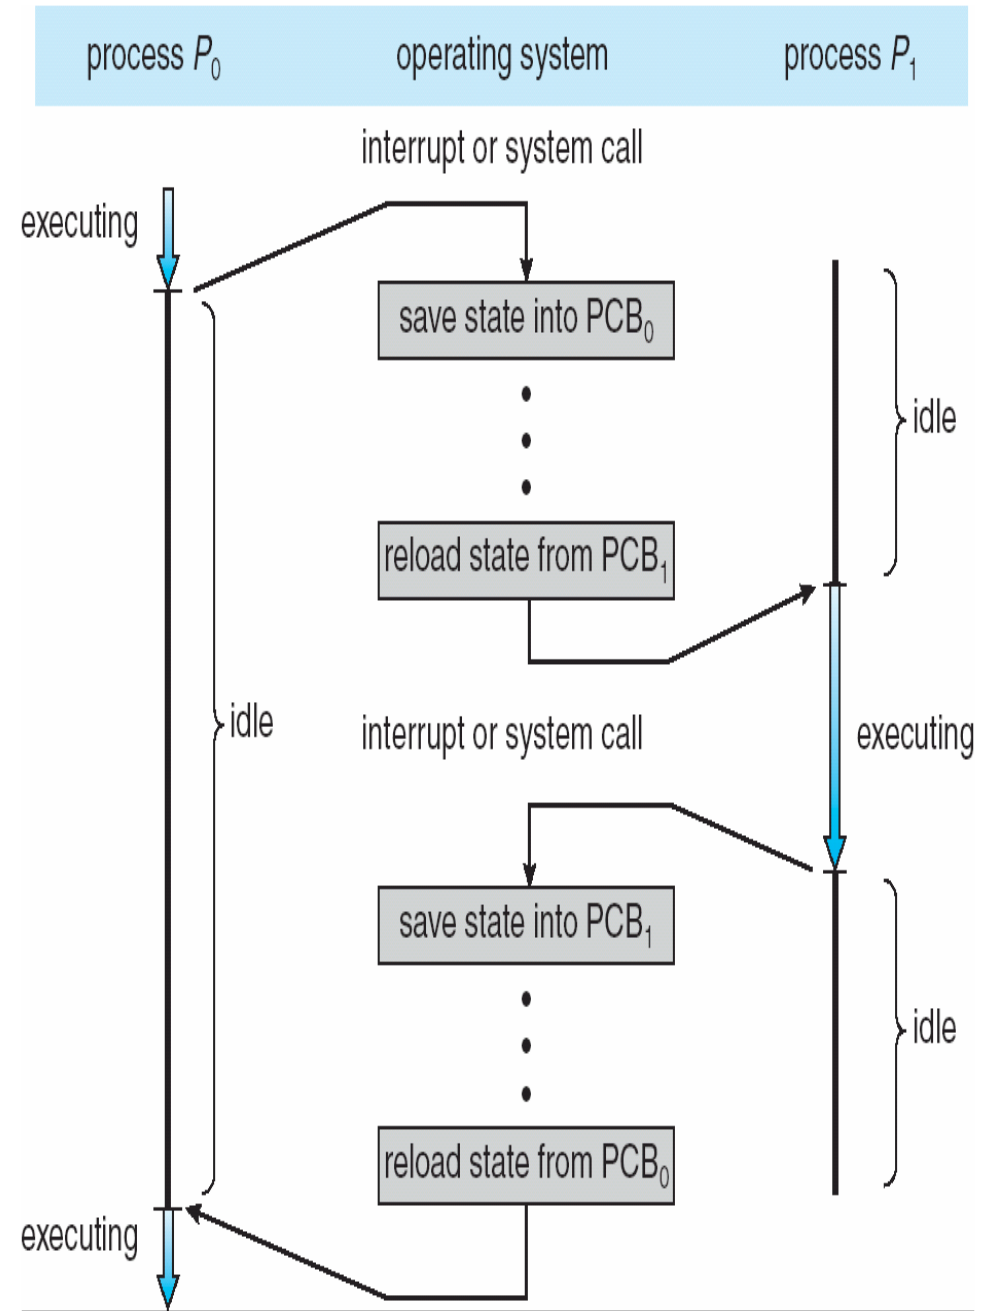 process P₀ operating system process P₁
interrupt or system call
executing
save state into PCB₀
idle
reload state from PCB₁
idle
interrupt or system call
executing
save state into PCB₁
idle
reload state from PCB₀
executing